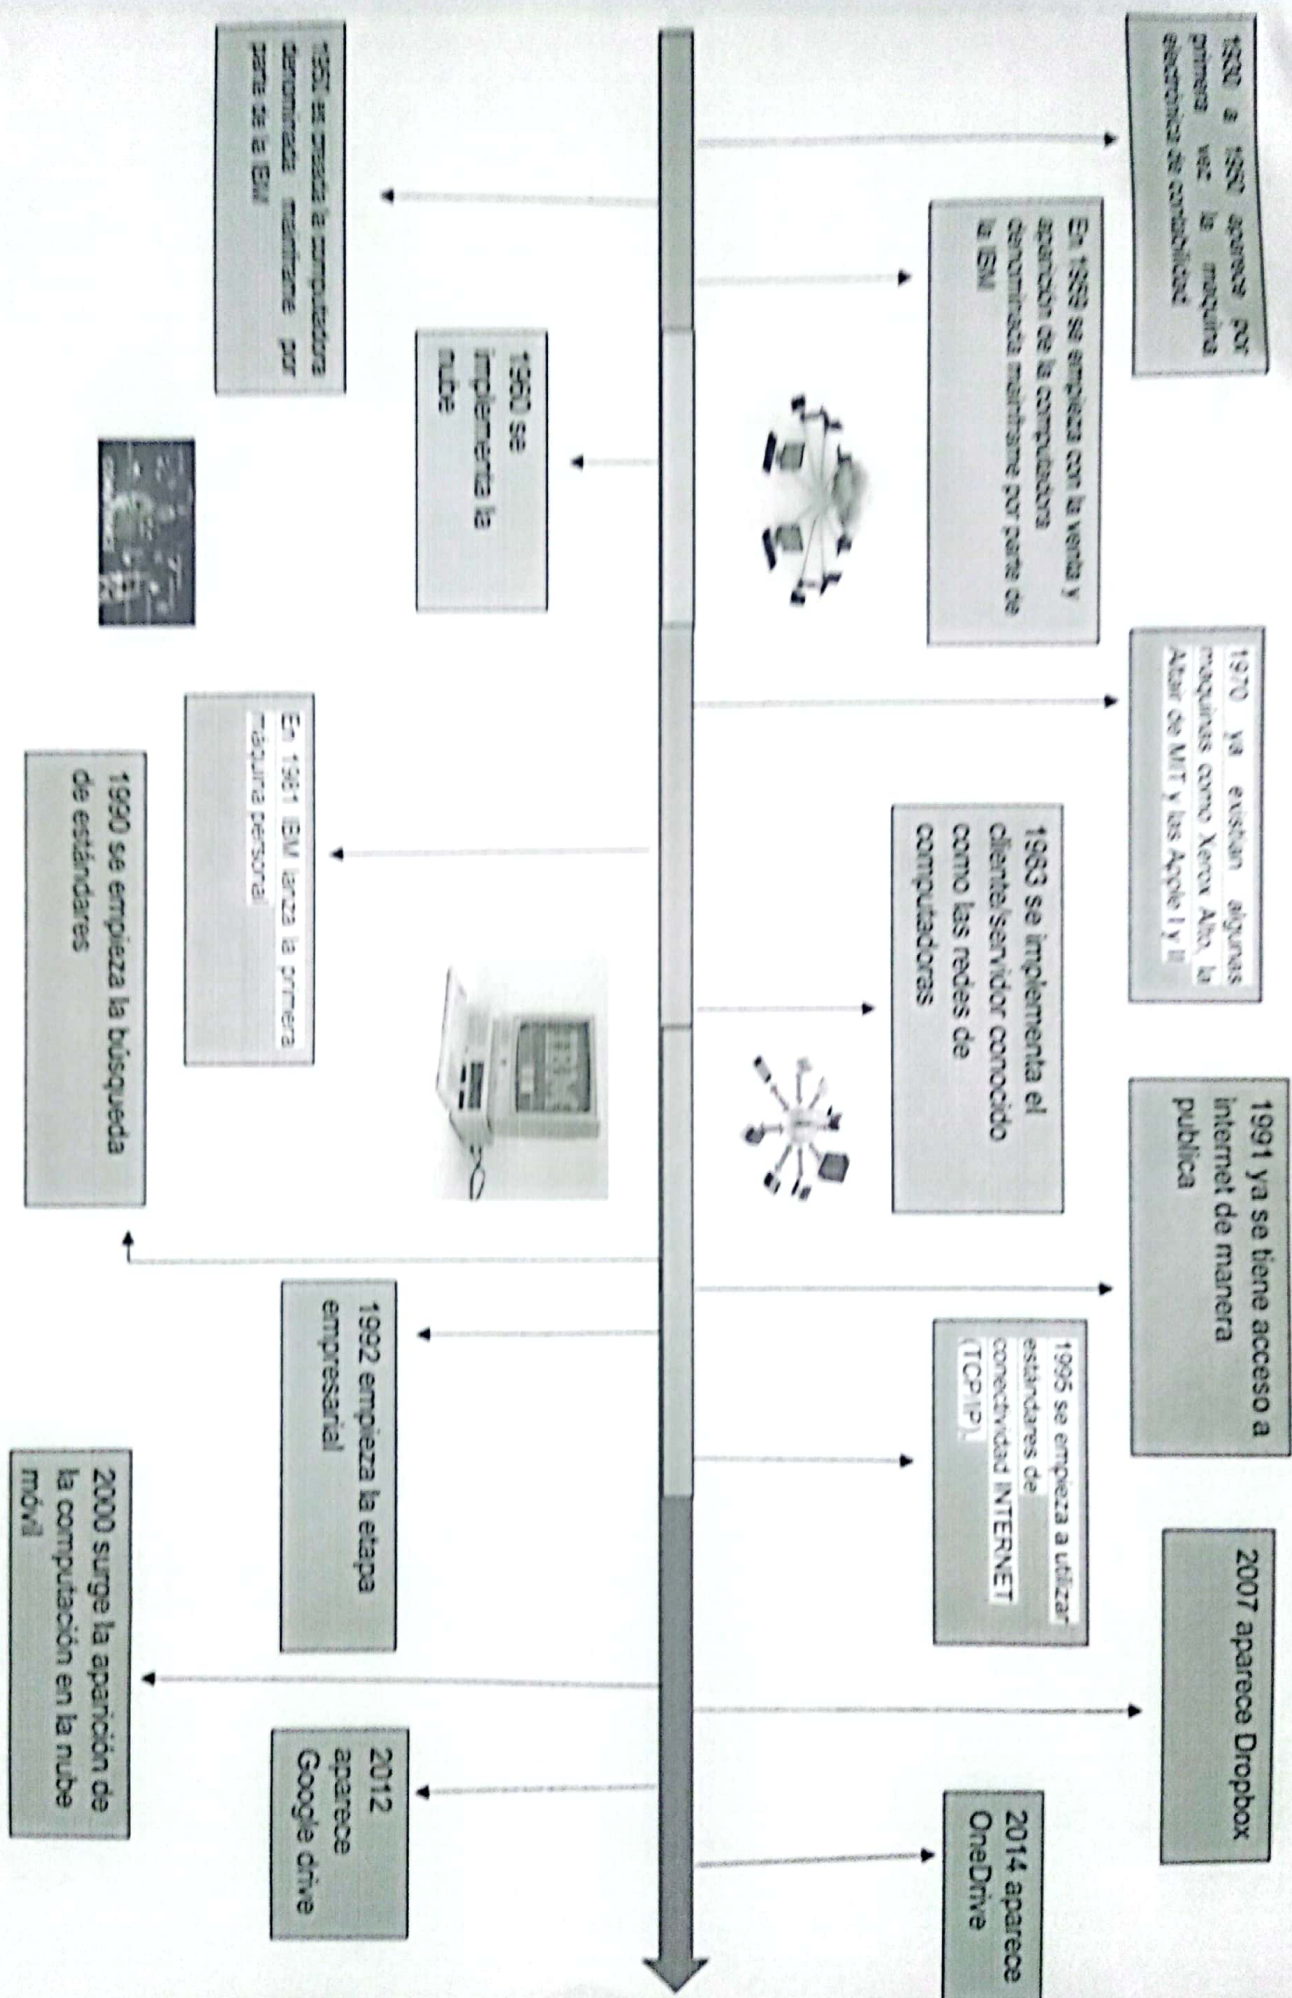 1930 a 1950 aparece por
primera vez la maquina
electrónica de contabilidad
En 1959 se empieza con la venta y
aparición de la computadora
denominada mainframe por parte de
la IBM
1970 ya existían algunas
maquinas como Xerox Alto, la
Altair de MIT y las Apple I y II
1983 se implementa el
cliente/servidor conocido
como las redes de
computadoras
1991 ya se tiene acceso a
internet de manera
publica
1995 se empieza a utilizar
estándares de
conectividad INTERNET
(TCP/IP).
2007 aparece Dropbox
2014 aparece
OneDrive
1950 es creada la computadora
denominada mainframe por
parte de la IBM
1960 se
implementa la
nube
En 1981 IBM lanza la primera
máquina personal
IBM
1990 se empieza la búsqueda
de estándares
1992 empieza la etapa
empresarial
2000 surge la aparición de
la computación en la nube
móvil
2012
aparece
Google drive